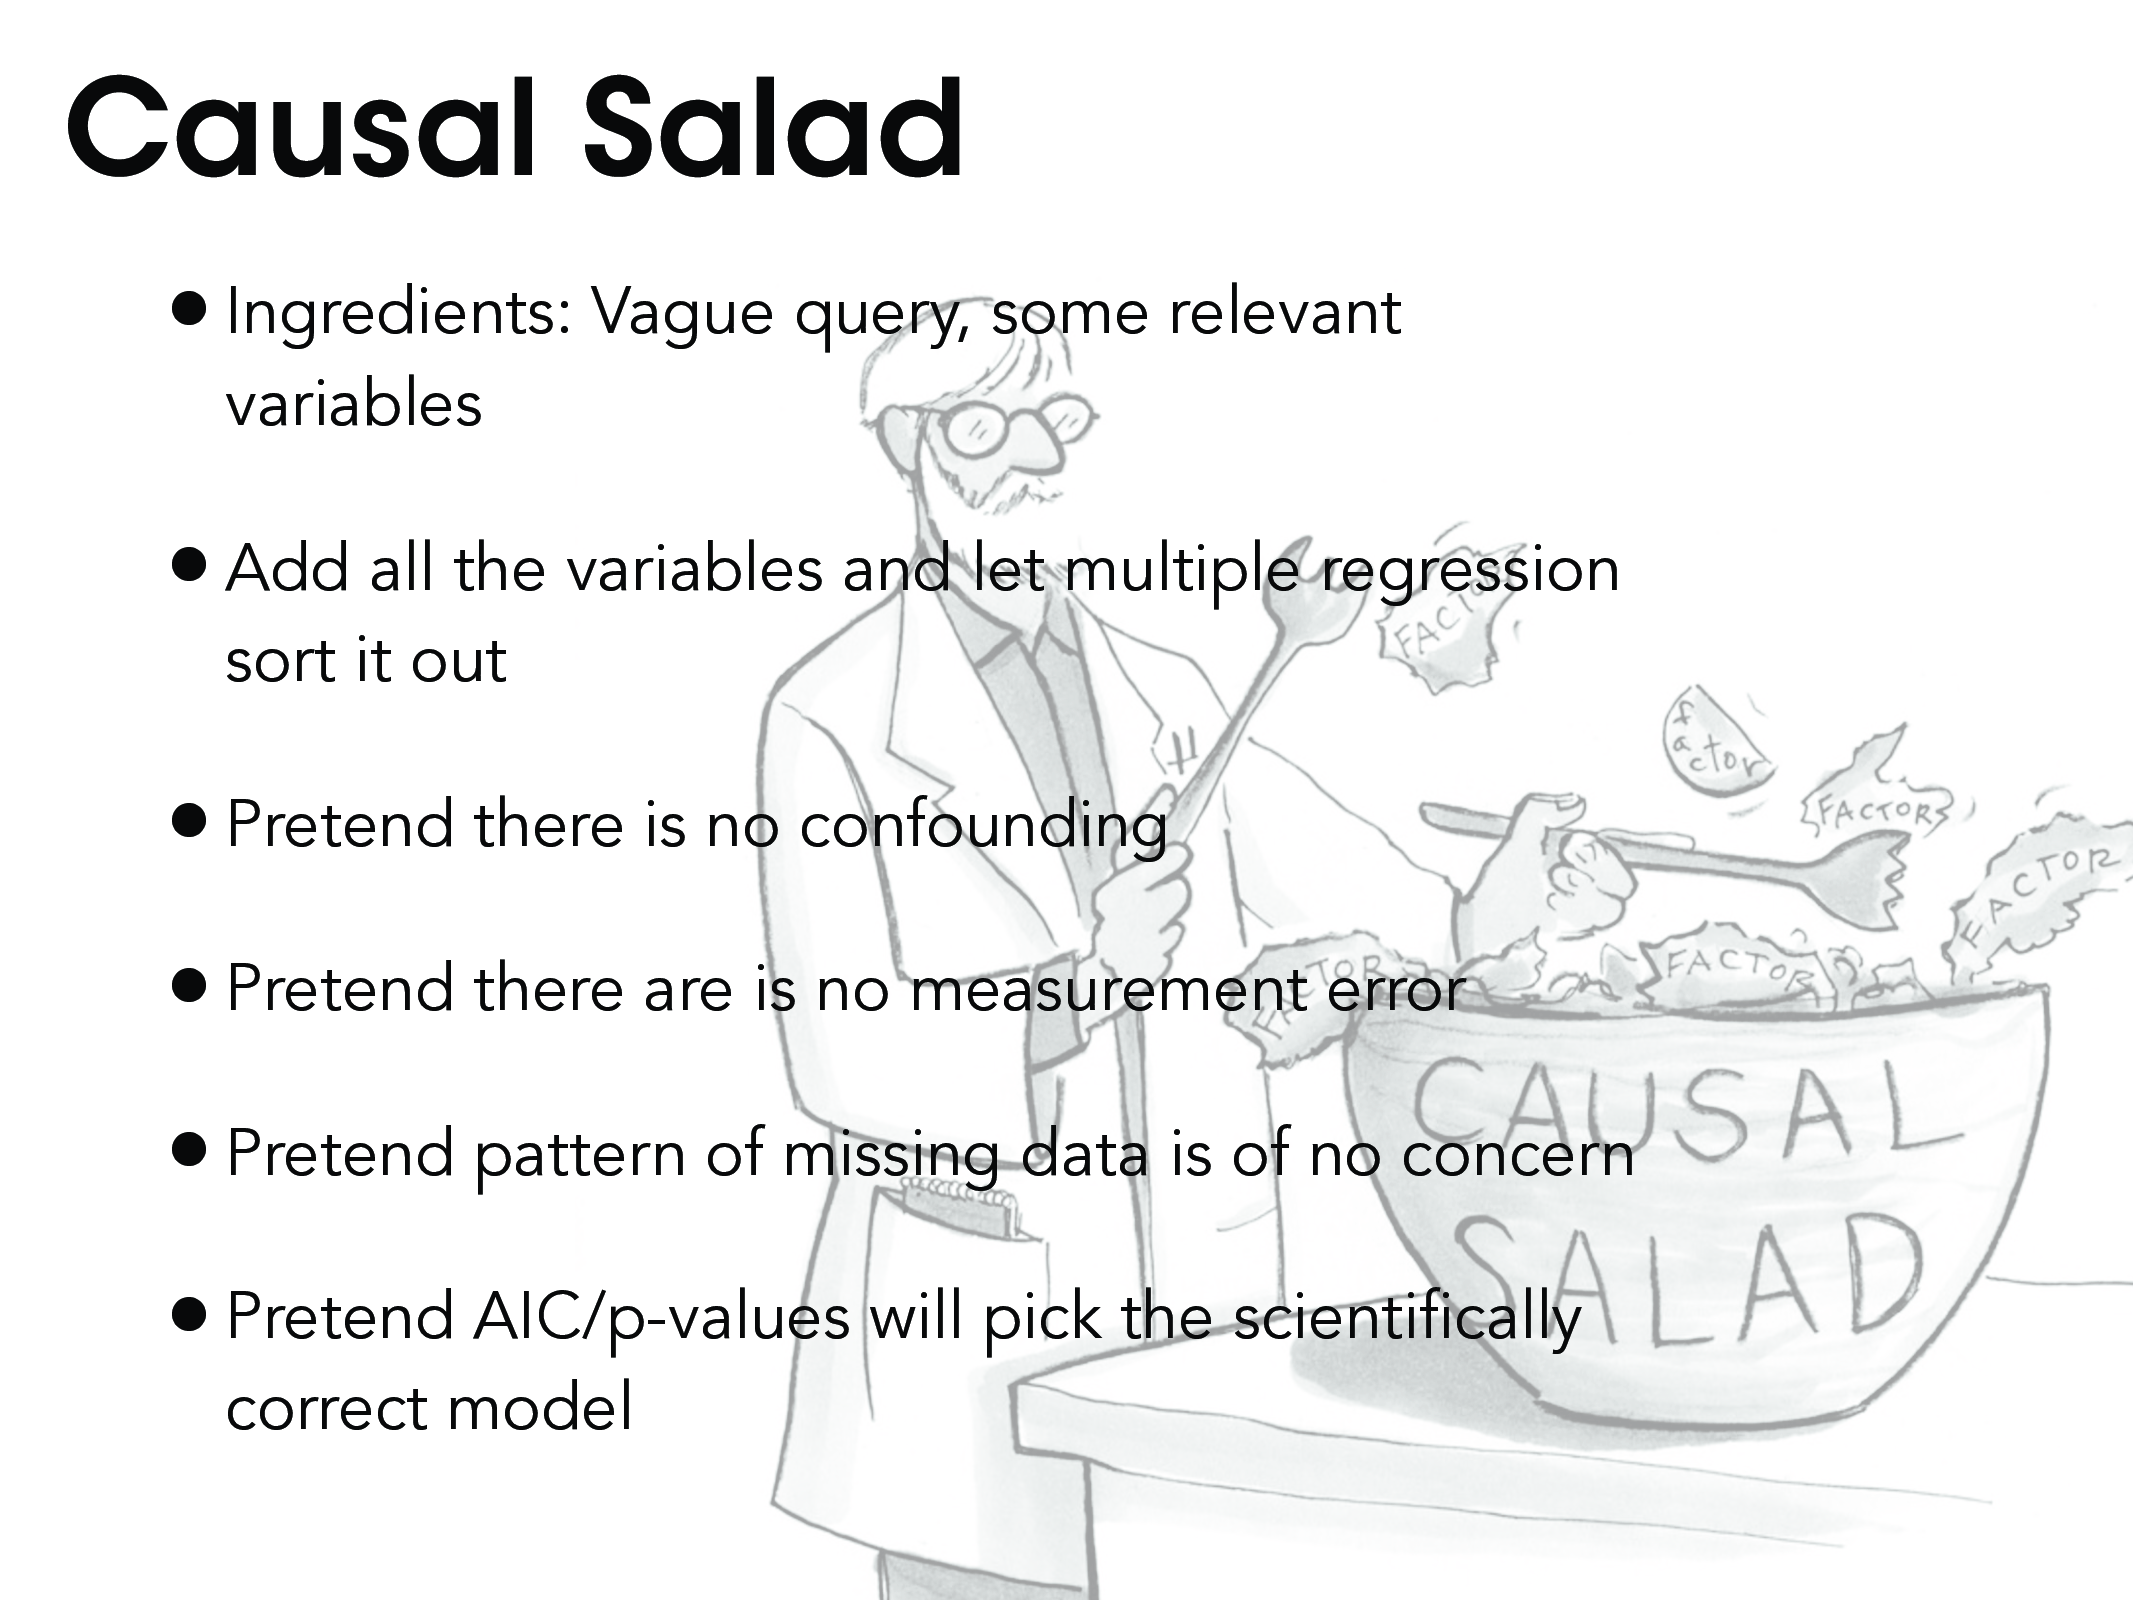 Causal Salad
● Ingredients: Vague query, some relevant
variables
● Add all the variables and let multiple regression
sort it out
● Pretend there is no confounding
● Pretend there are is no measurement error
● Pretend pattern of missing data is of no concern
● Pretend AIC/p-values will pick the scientifically
correct model
FACTOR
factor
FACTOR
FACTOR
FACTOR
FACTOR
CAUSAL
SALAD